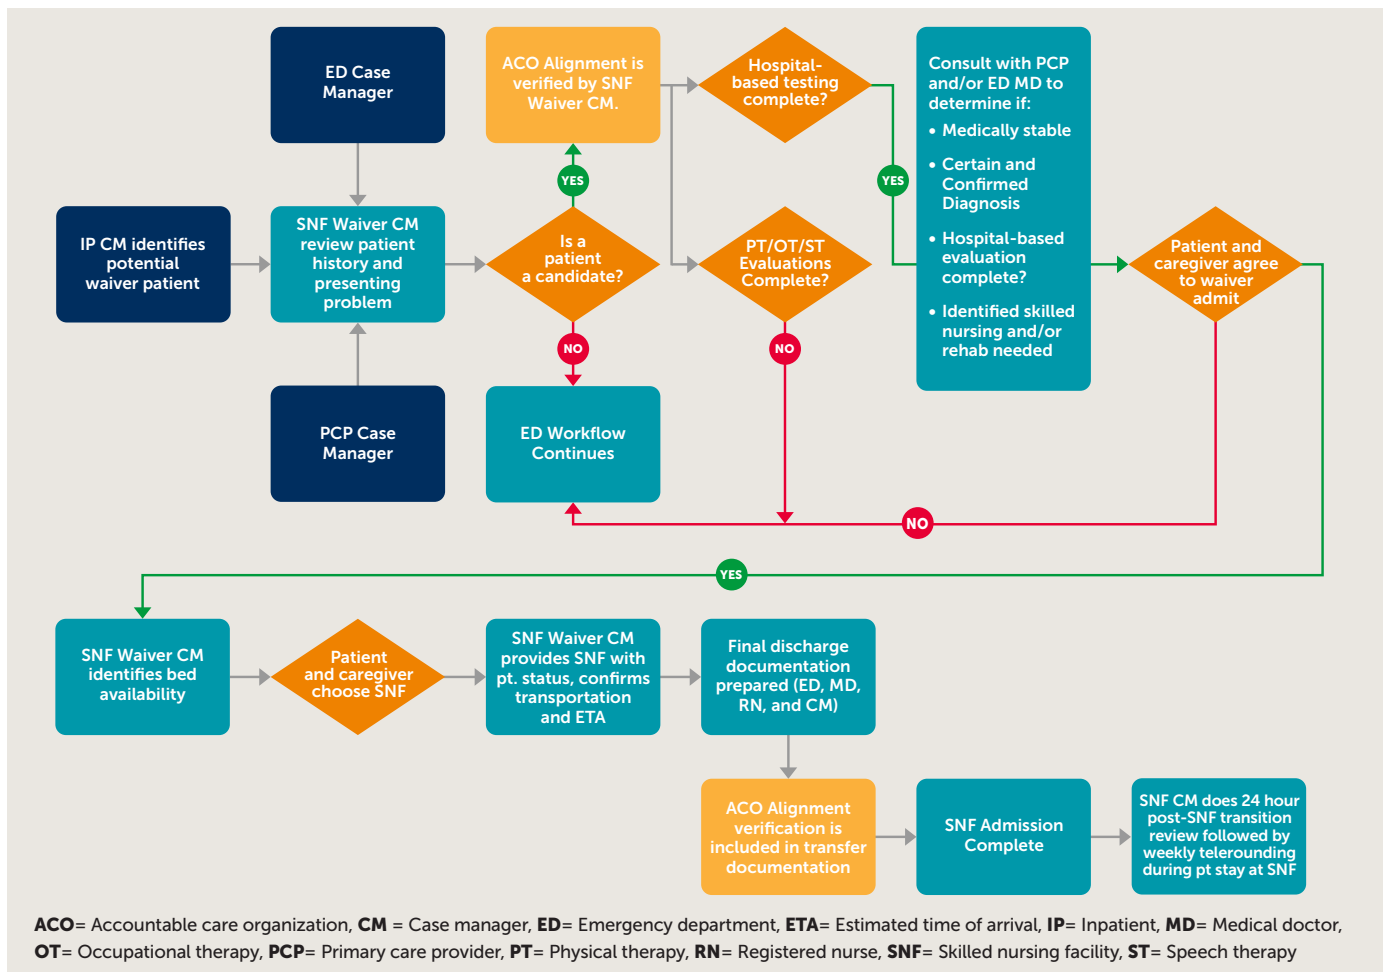 ED Case
Manager
ACO Alignment is
verified by SNF
Waiver CM.
Hospital-
based testing
complete?
Consult with PCP
and/or ED MD to
determine if:
• Medically stable
• Certain and
Confirmed
Diagnosis
• Hospital-based
evaluation
complete?
• Identified skilled
nursing and/or
rehab needed
YES
YES
IP CM identifies
potential
waiver patient
SNF Waiver CM
review patient
history and
presenting
problem
Is a
patient
a candidate?
PT/OT/ST
Evaluations
Complete?
Patient and
caregiver agree
to waiver
admit
NO
NO
PCP Case
Manager
ED Workflow
Continues
NO
YES
SNF Waiver CM
identifies bed
availability
Patient
and caregiver
choose SNF
SNF Waiver CM
provides SNF with
pt. status, confirms
transportation
and ETA
Final discharge
documentation
prepared (ED, MD,
RN, and CM)
ACO Alignment
verification is
included in transfer
documentation
SNF Admission
Complete
SNF CM does 24 hour
post-SNF transition
review followed by
weekly telerounding
during pt stay at SNF
ACO= Accountable care organization, CM = Case manager, ED= Emergency department, ETA= Estimated time of arrival, IP= Inpatient, MD= Medical doctor,
OT= Occupational therapy, PCP= Primary care provider, PT= Physical therapy, RN= Registered nurse, SNF= Skilled nursing facility, ST= Speech therapy